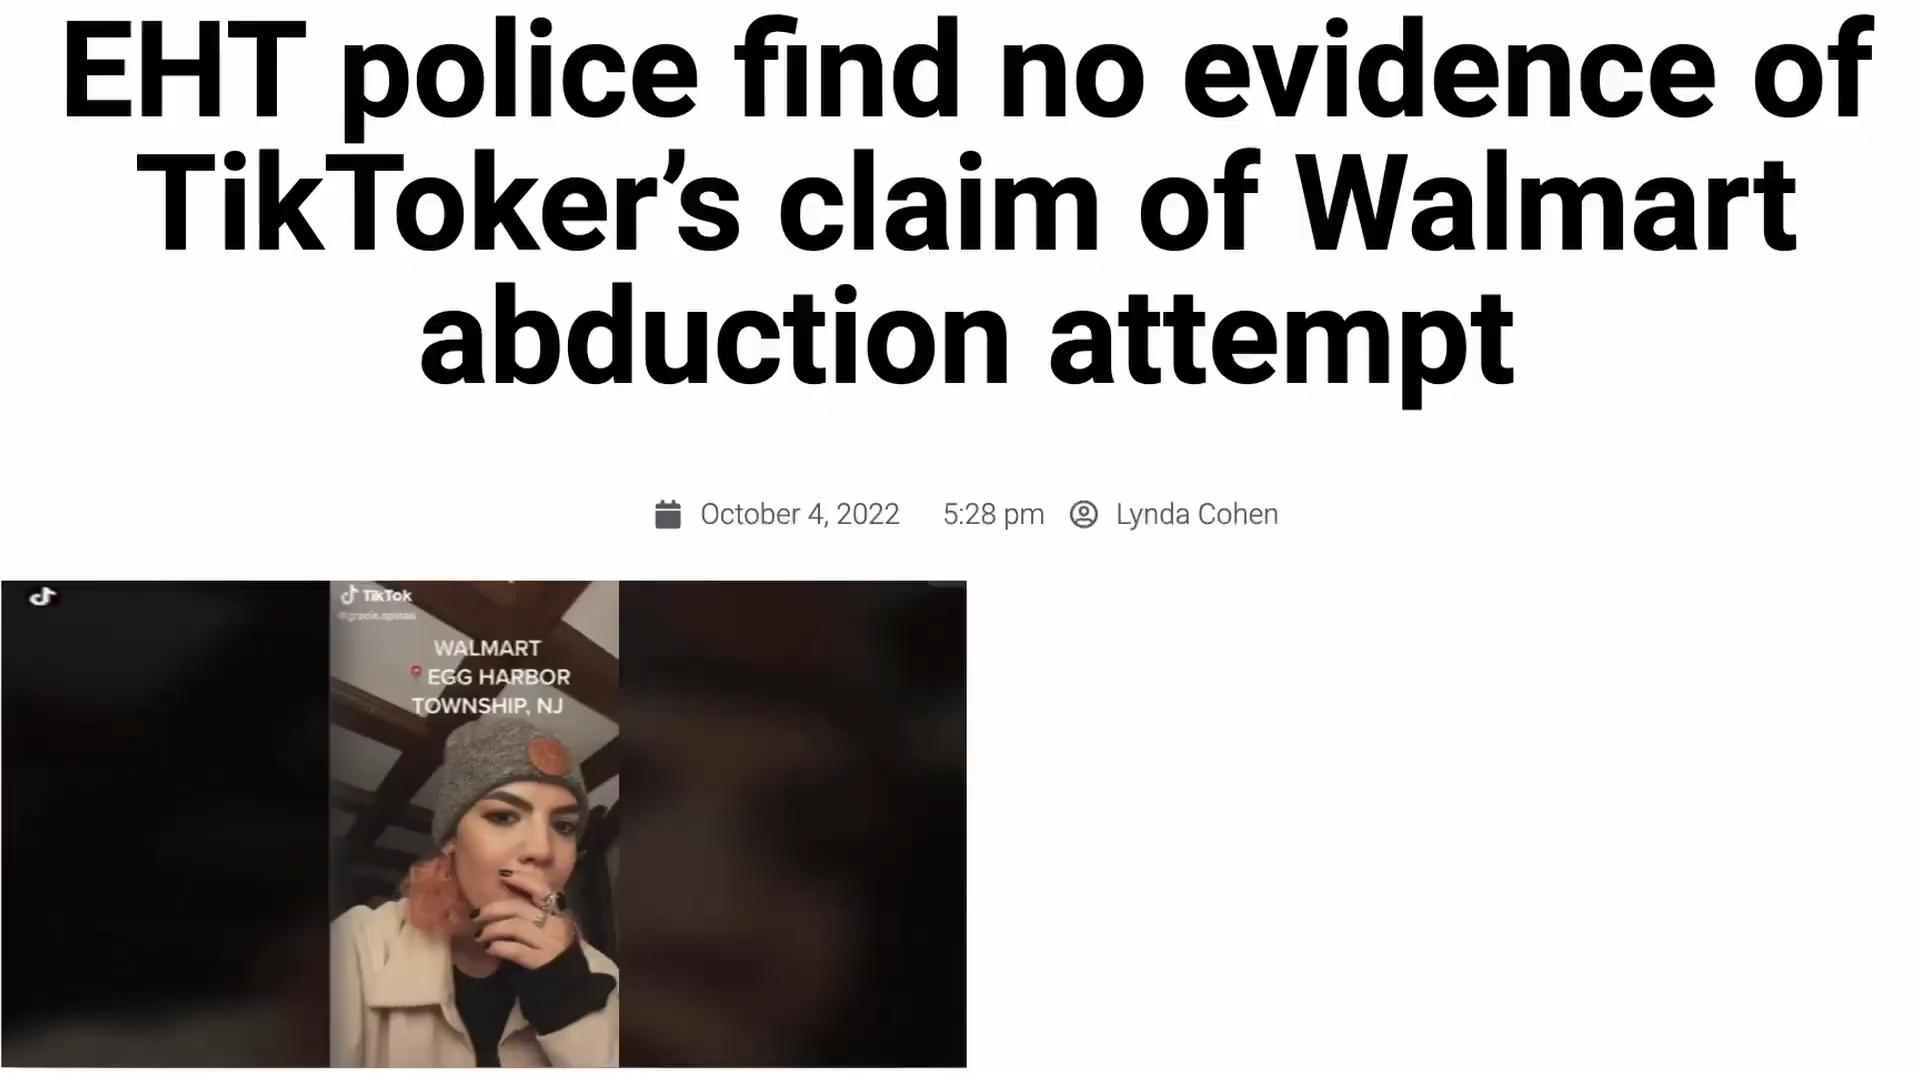 EHT police find no evidence of
TikToker’s claim of Walmart
abduction attempt
October 4, 2022 5:28 pm Lynda Cohen
TikTok
WALMART
EGG HARBOR
TOWNSHIP, NJ